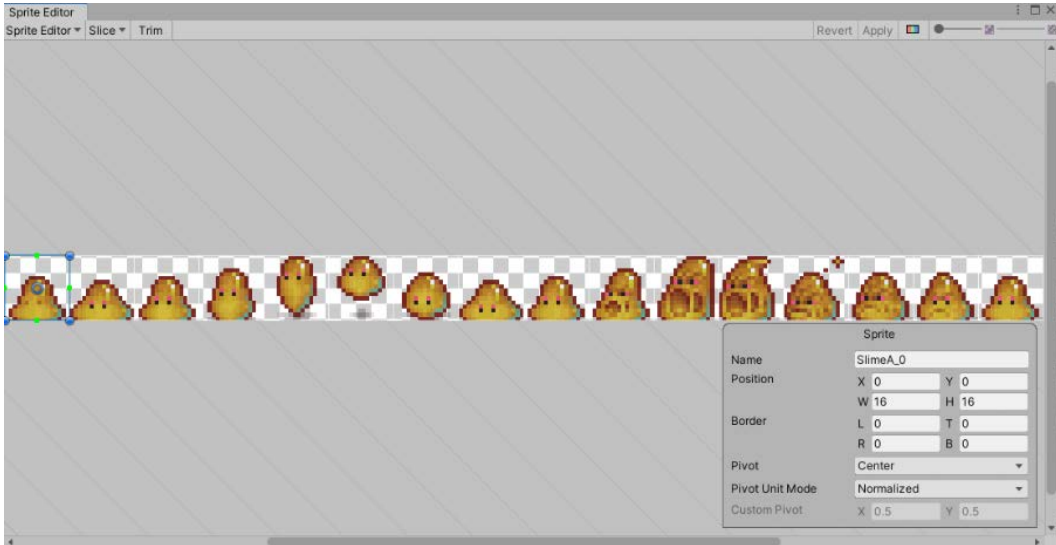 Sprite Editor
Sprite Editor Slice Trim Revert Apply
Sprite
Name SlimeA_0
Position X 0 Y 0
W 16 H 16
Border L 0 T 0
R 0 B 0
Pivot Center
Pivot Unit Mode Normalized
Custom Pivot X 0.5 Y 0.5